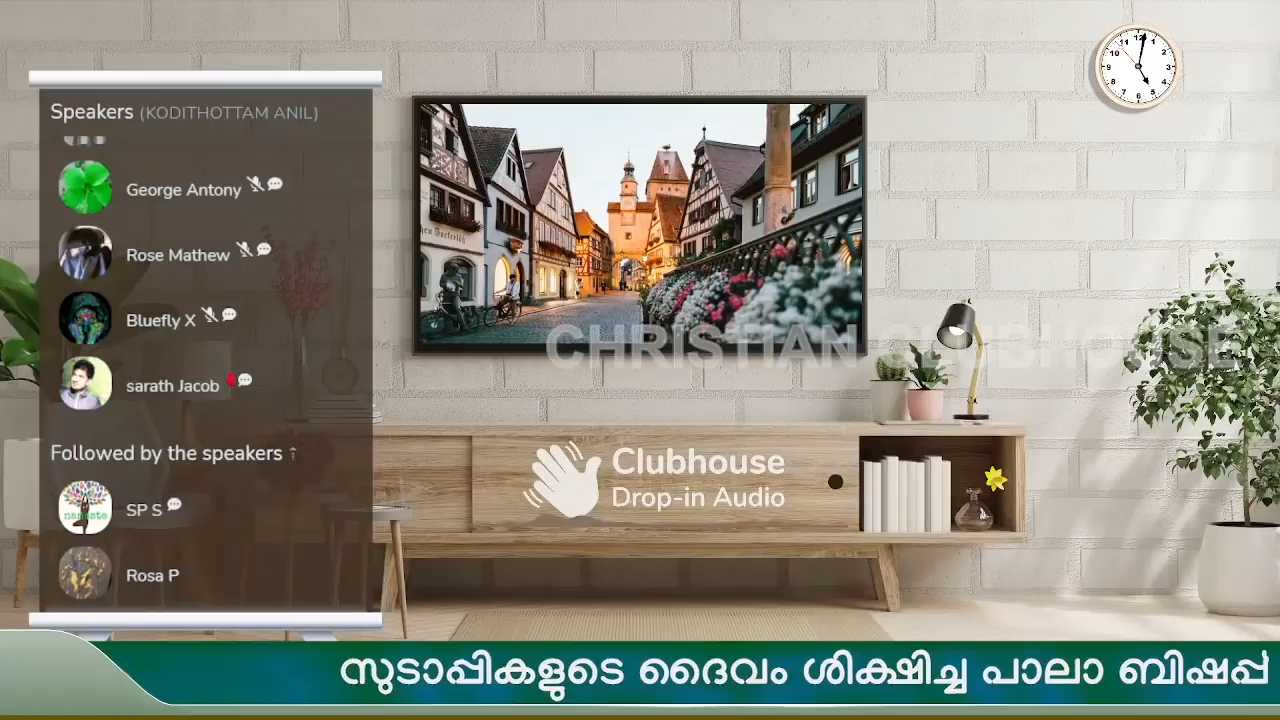 Speakers (KODITHOTTAM ANIL)
George Antony
Rose Mathew
Bluefly X
sarath Jacob
Followed by the speakers ↑
SP S
namaste
Rosa P
CHRISTIAN CLUBHOUSE
Clubhouse
Drop-in Audio
സുടാപ്പികളുടെ ദൈവം ശിക്ഷിച്ച പാലാ ബിഷപ്പ്